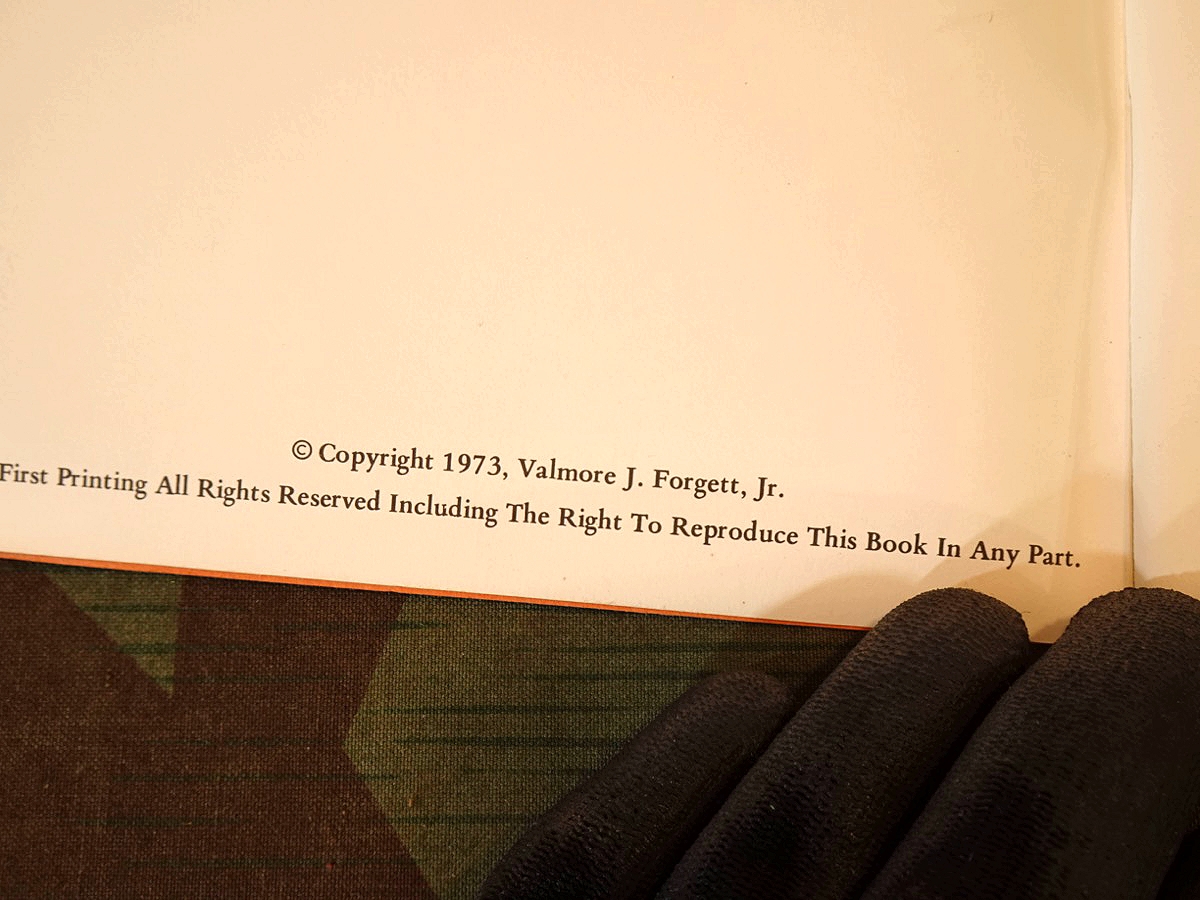 © Copyright 1973, Valmore J. Forgett, Jr.
First Printing All Rights Reserved Including The Right To Reproduce This Book In Any Part.